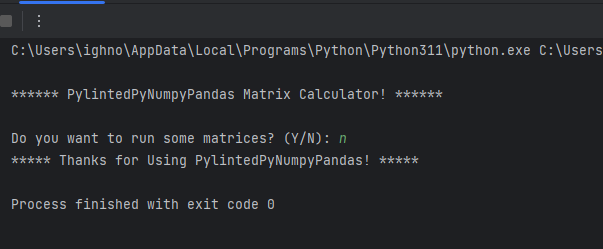 C:\Users\ighno\AppData\Local\Programs\Python\Python311\python.exe C:\Users
****** PylintedPyNumpyPandas Matrix Calculator! ******
Do you want to run some matrices? (Y/N): n
***** Thanks for Using PylintedPyNumpyPandas! *****
Process finished with exit code 0